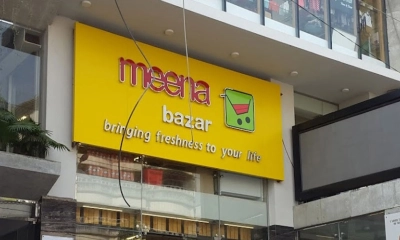 meena
bazar
bringing freshness to your life